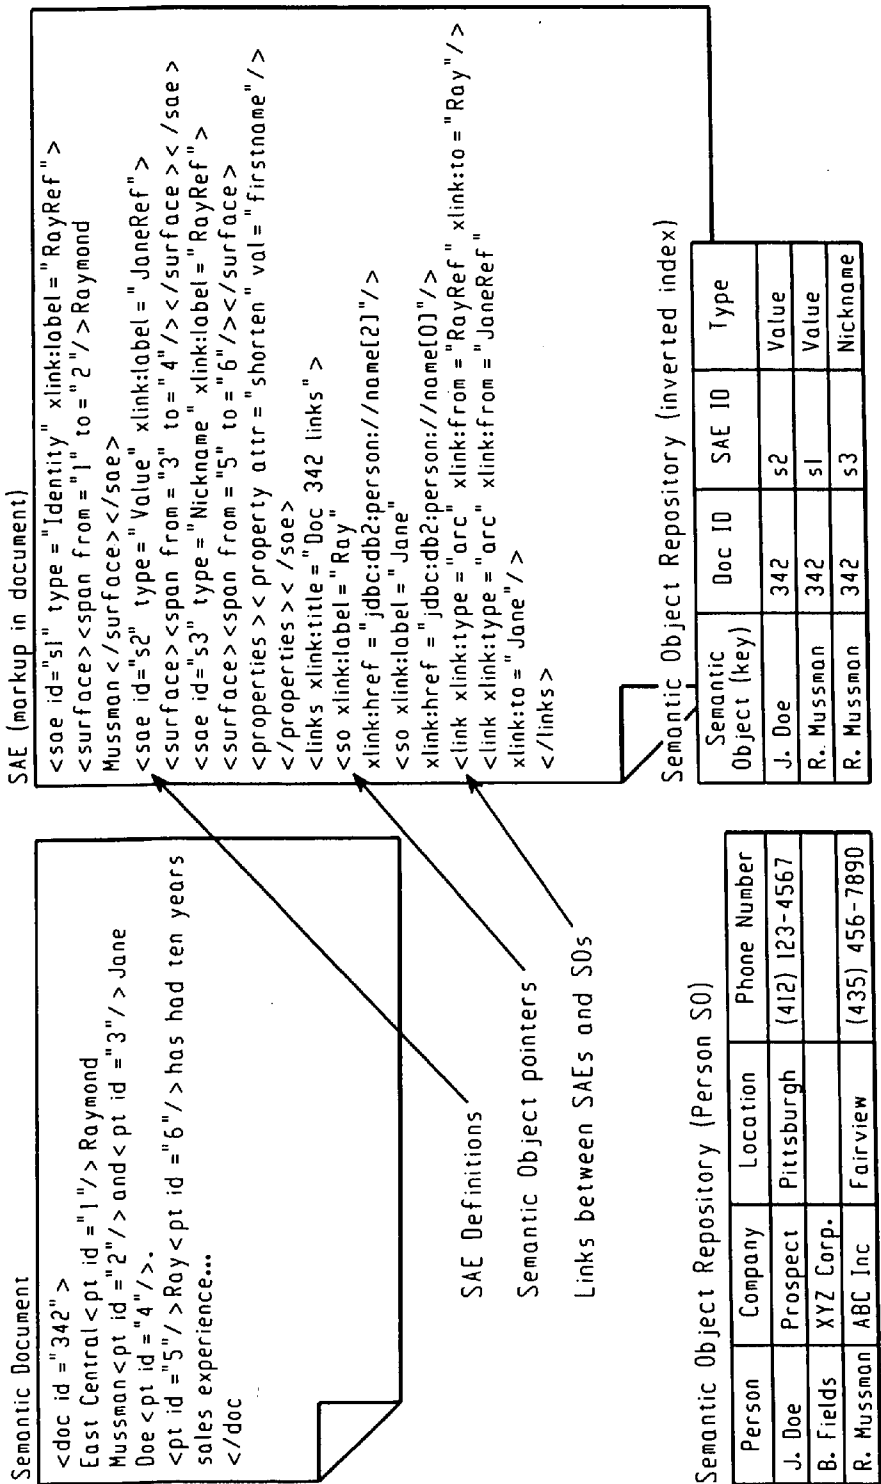 Semantic Document
<doc id ="342">
East Central<pt id ="1"/>Raymond
Mussman<pt id ="2"/> and<pt id ="3"/> Jane
Doe <pt id ="4"/>.
<pt id ="5"/>Ray<pt id ="6"/> has had ten years
sales experience...
</doc
SAE (markup in document)
<sae id="s1" type ="Identity" xlink:label="RayRef">
<surface><span from="1" to="2"/>Raymond
Mussman</surface></sae>
<sae id="s2" type="Value" xlink:label="JaneRef">
<surface><span from="3" to="4"/></surface></sae>
<sae id="s3" type="Nickname" xlink:label="RayRef">
<surface><span from="5" to="6"/></surface>
<properties><property attr="shorten" val="firstname"/>
</properties></sae>
<links xlink:title="Doc 342 links">
<so xlink:label="Ray"
xlink:href ="jdbc:db2:person://name[2]"/>
<so xlink:label="Jane"
xlink:href="jdbc:db2:person://name[0]"/>
<link xlink:type="arc" xlink:from="RayRef" xlink:to="Ray"/>
<link xlink:type="arc" xlink:from="JaneRef"
xlink:to="Jane"/>
</links>
SAE Definitions
Semantic Object pointers
Links between SAEs and SOs
Semantic Object Repository (Person SO)
Person Company Location Phone Number
J. Doe Prospect Pittsburgh (412) 123-4567
B. Fields XYZ Corp.
R. Mussman ABC Inc Fairview (435) 456-7890
Semantic Object Repository (inverted index)
Semantic Object (key) Doc ID SAE ID Type
J. Doe 342 s2 Value
R. Mussman 342 s1 Value
R. Mussman 342 s3 Nickname